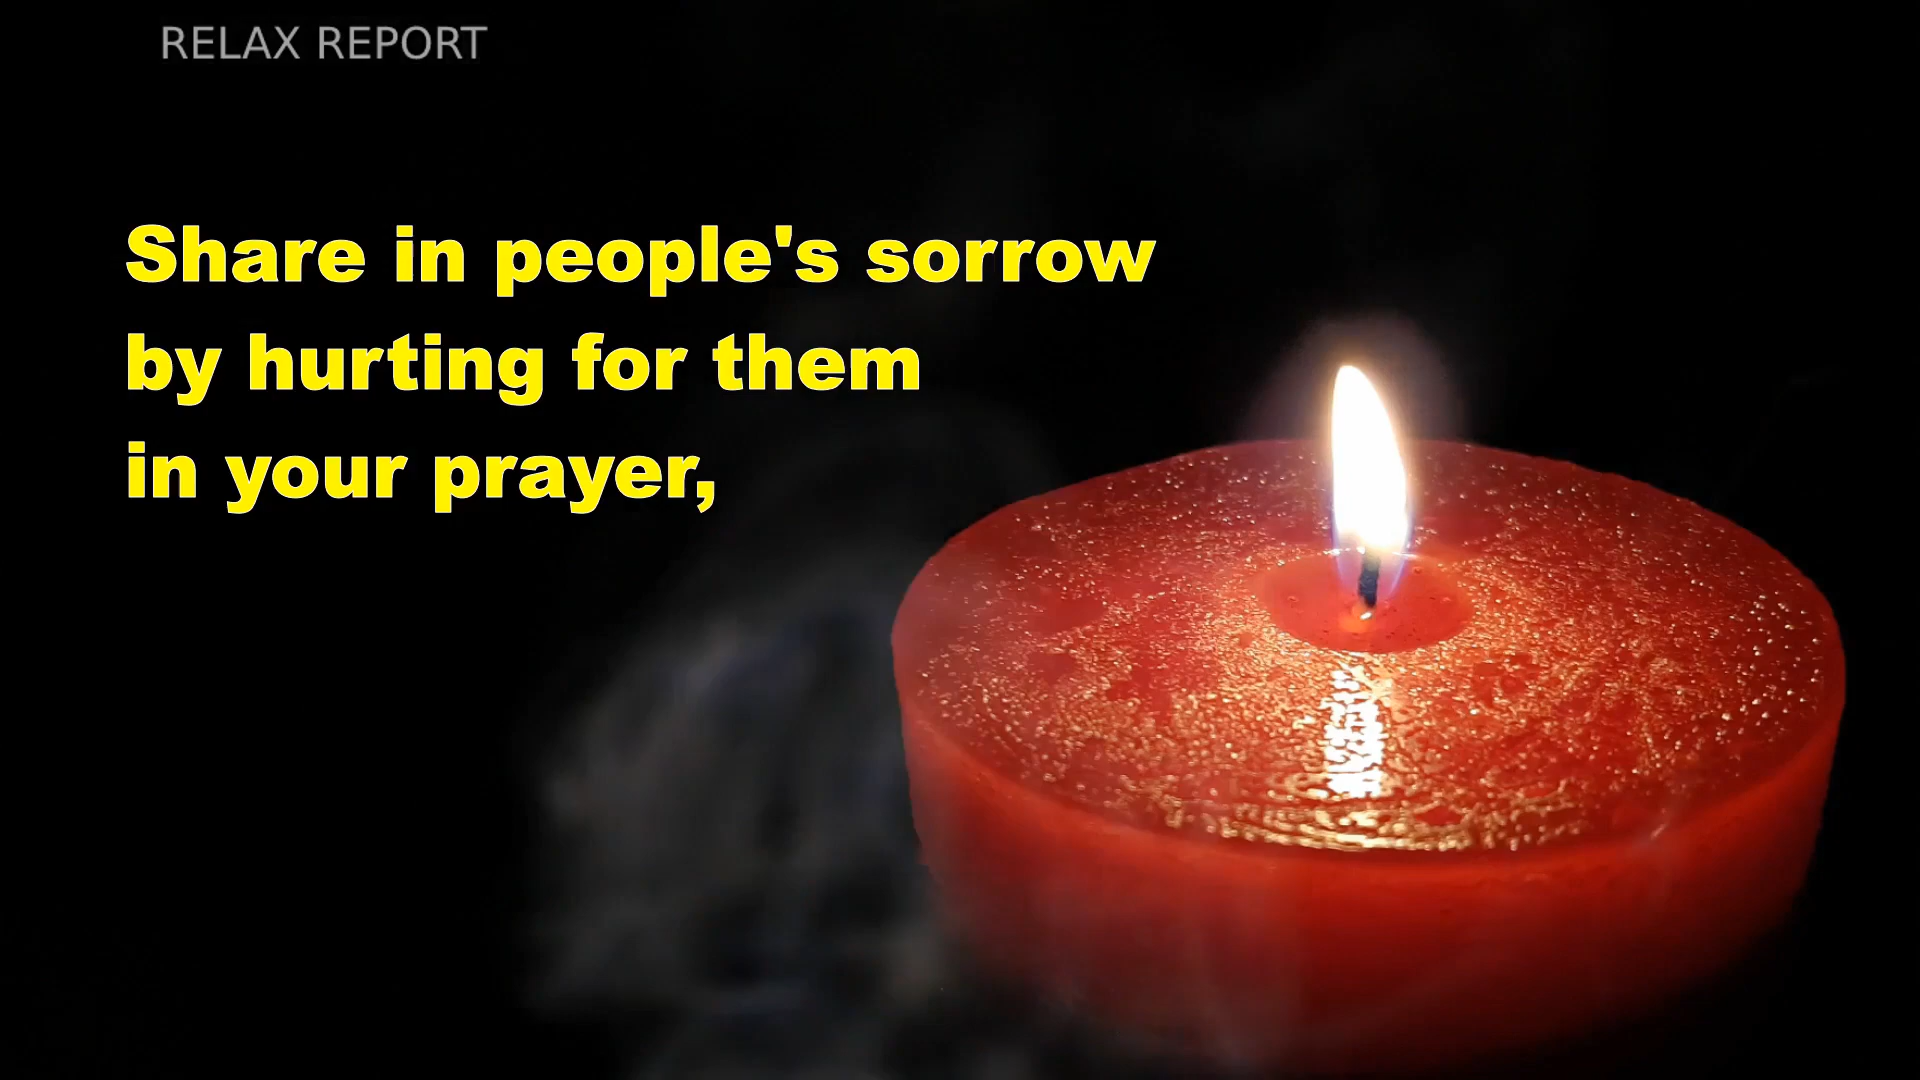 RELAX REPORT
Share in people's sorrow
by hurting for them
in your prayer,